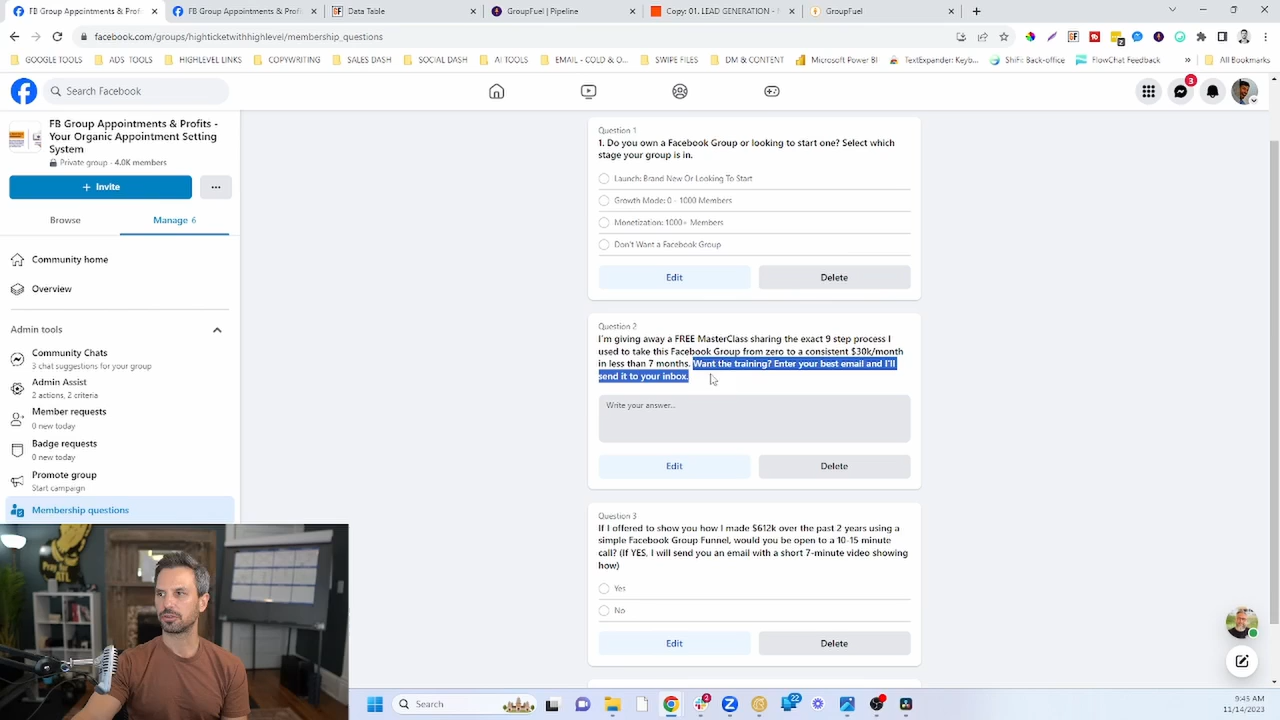 FB Group Appointments & Profit
FB Group Appointments & Profits
Data Table
GroupFuel | Pipeline
Copy: 01. LEAD GENERATION -
GroupFuel
facebook.com/groups/highticketwithhighlevel/membership_questions
GOOGLE TOOLS
ADS TOOLS
HIGHLEVEL LINKS
COPYWRITING
SALES DASH
SOCIAL DASH
AI TOOLS
EMAIL - COLD & O...
SWIPE FILES
DM & CONTENT
Microsoft Power BI
TextExpander: Keyb...
Shift Back-office
FlowChat Feedback
»
All Bookmarks
Search Facebook
3
FB Group Appointments & Profits -
Your Organic Appointment Setting
System
Private group · 4.0K members
+ Invite
Browse
Manage 6
Community home
Overview
Admin tools
Community Chats
3 chat suggestions for your group
Admin Assist
2 actions, 2 criteria
Member requests
0 new today
Badge requests
0 new today
Promote group
Start campaign
Membership questions
Question 1
1. Do you own a Facebook Group or looking to start one? Select which
stage your group is in.
Launch: Brand New Or Looking To Start
Growth Mode: 0 - 1000 Members
Monetization: 1000+ Members
Don't Want a Facebook Group
Edit
Delete
Question 2
I'm giving away a FREE MasterClass sharing the exact 9 step process I
used to take this Facebook Group from zero to a consistent $30k/month
in less than 7 months. Want the training? Enter your best email and I'll
send it to your inbox.
Write your answer...
Edit
Delete
Question 3
If I offered to show you how I made $612k over the past 2 years using a
simple Facebook Group Funnel, would you be open to a 10-15 minute
call? (If YES, I will send you an email with a short 7-minute video showing
how)
Yes
No
Edit
Delete
Pray for
ATL
Search
4
22
9:45 AM
11/14/2023